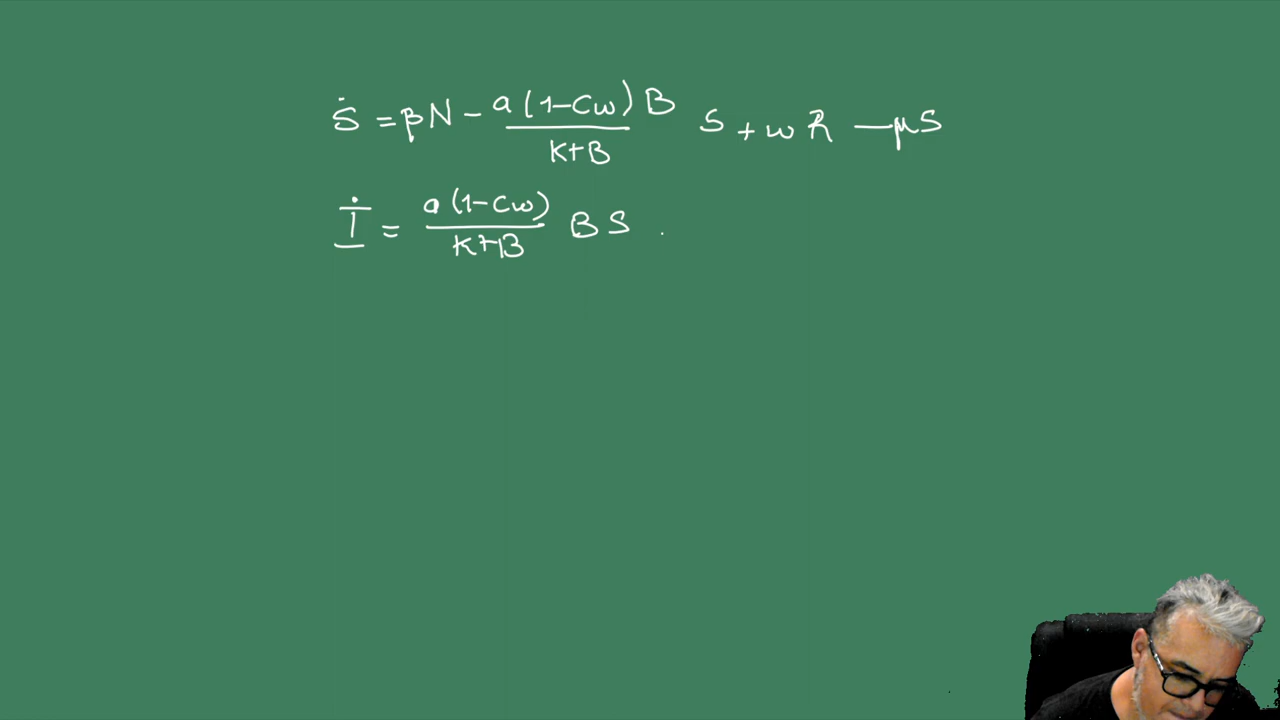 Ṡ = βN − a(1−Cω)B / K+B S + ωR − μS
İ = a(1−Cω) / K+B BS